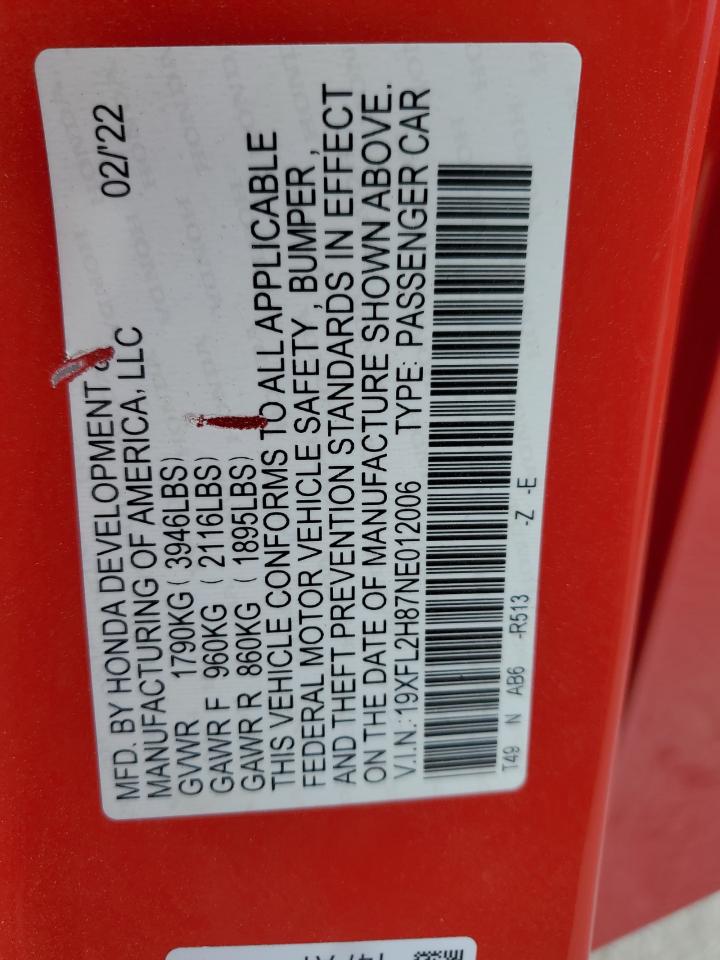 MFD. BY HONDA DEVELOPMENT & 02/'22
MANUFACTURING OF AMERICA, LLC
GVWR 1790KG (3946LBS)
GAWR F 960KG (2116LBS)
GAWR R 860KG (1895LBS)
THIS VEHICLE CONFORMS TO ALL APPLICABLE
FEDERAL MOTOR VEHICLE SAFETY , BUMPER ,
AND THEFT PREVENTION STANDARDS IN EFFECT
ON THE DATE OF MANUFACTURE SHOWN ABOVE.
V.I.N.: 19XFL2H87NE012006 TYPE: PASSENGER CAR
T49 N AB6 -R513 -Z -E